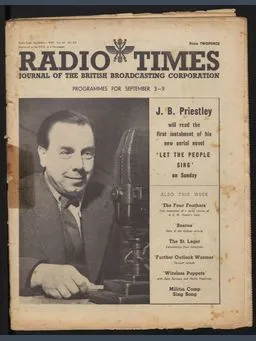 Price TWOPENCE
RADIO TIMES
JOURNAL OF THE BRITISH BROADCASTING CORPORATION
PROGRAMMES FOR SEPTEMBER 3—9
J. B. Priestley
will read the
first instalment of his
new serial novel
'LET THE PEOPLE
SING'
on Sunday
ALSO THIS WEEK
'The Four Feathers'
'Scarus'
The St. Leger
'Further Outlook Warmer'
'Wireless Puppets'
Militia Camp
Sing Song